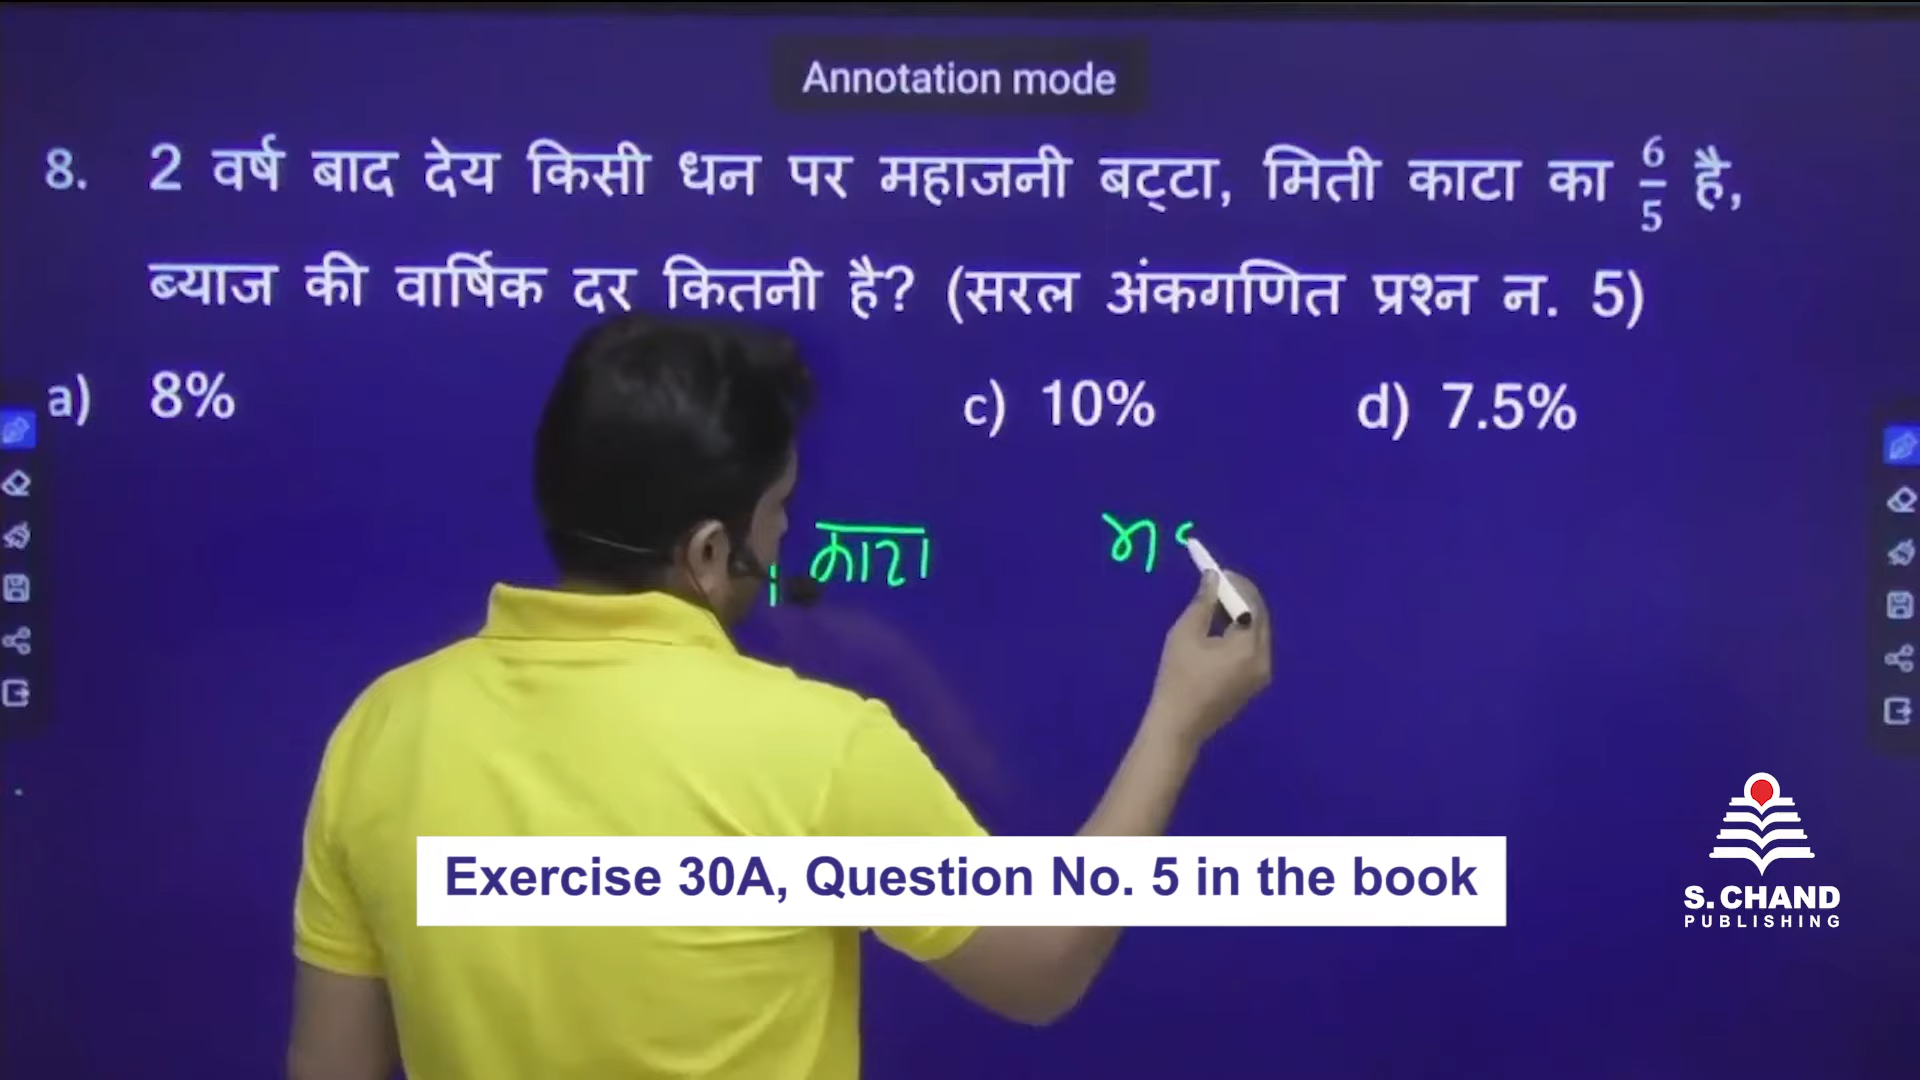 Annotation mode
8. 2 वर्ष बाद देय किसी धन पर महाजनी बट्टा, मिती काटा का 6/5 है,
ब्याज की वार्षिक दर कितनी है? (सरल अंकगणित प्रश्न न. 5)
a) 8% c) 10% d) 7.5%
काटा म
Exercise 30A, Question No. 5 in the book
S. CHAND
PUBLISHING